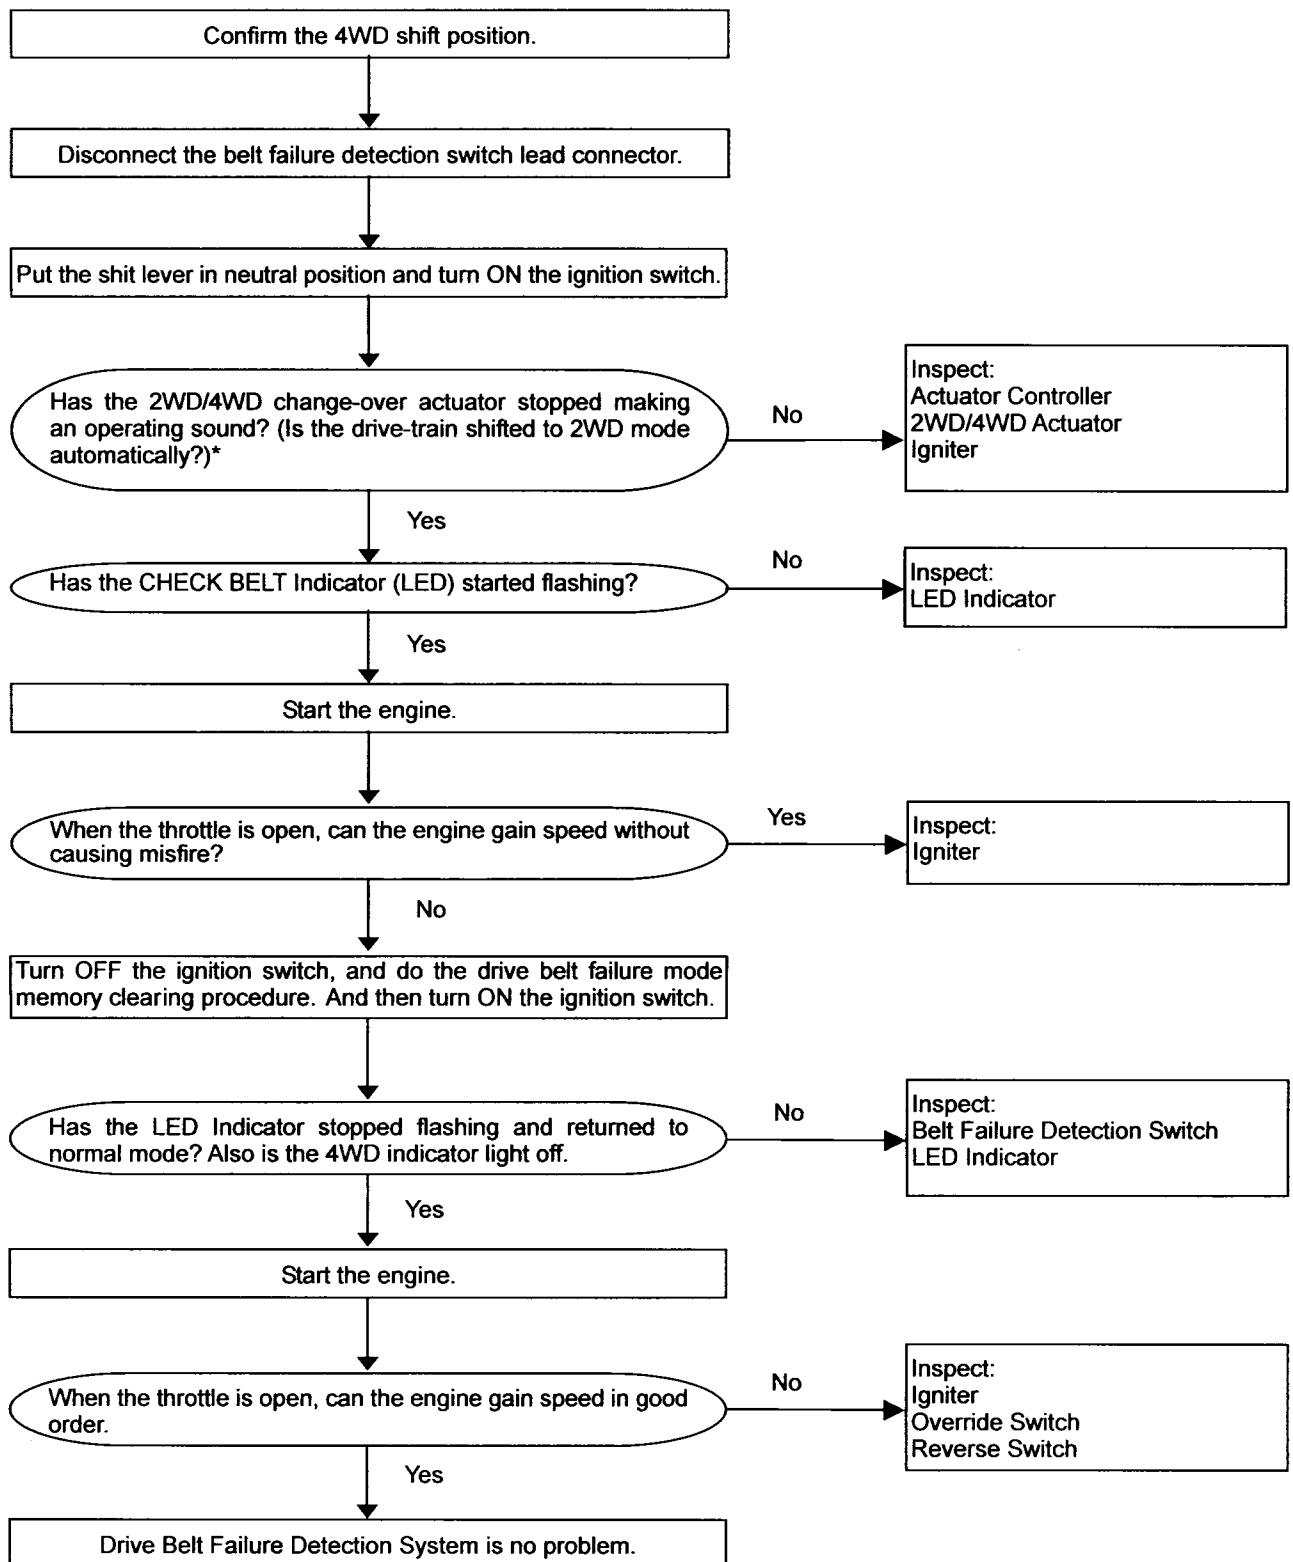 Confirm the 4WD shift position.
Disconnect the belt failure detection switch lead connector.
Put the shit lever in neutral position and turn ON the ignition switch.
Has the 2WD/4WD change-over actuator stopped making
an operating sound? (Is the drive-train shifted to 2WD mode
automatically?)*
No
Inspect:
Actuator Controller
2WD/4WD Actuator
Igniter
Yes
Has the CHECK BELT Indicator (LED) started flashing?
No
Inspect:
LED Indicator
Yes
Start the engine.
When the throttle is open, can the engine gain speed without
causing misfire?
Yes
Inspect:
Igniter
No
Turn OFF the ignition switch, and do the drive belt failure mode
memory clearing procedure. And then turn ON the ignition switch.
Has the LED Indicator stopped flashing and returned to
normal mode? Also is the 4WD indicator light off.
No
Inspect:
Belt Failure Detection Switch
LED Indicator
Yes
Start the engine.
When the throttle is open, can the engine gain speed in good
order.
No
Inspect:
Igniter
Override Switch
Reverse Switch
Yes
Drive Belt Failure Detection System is no problem.